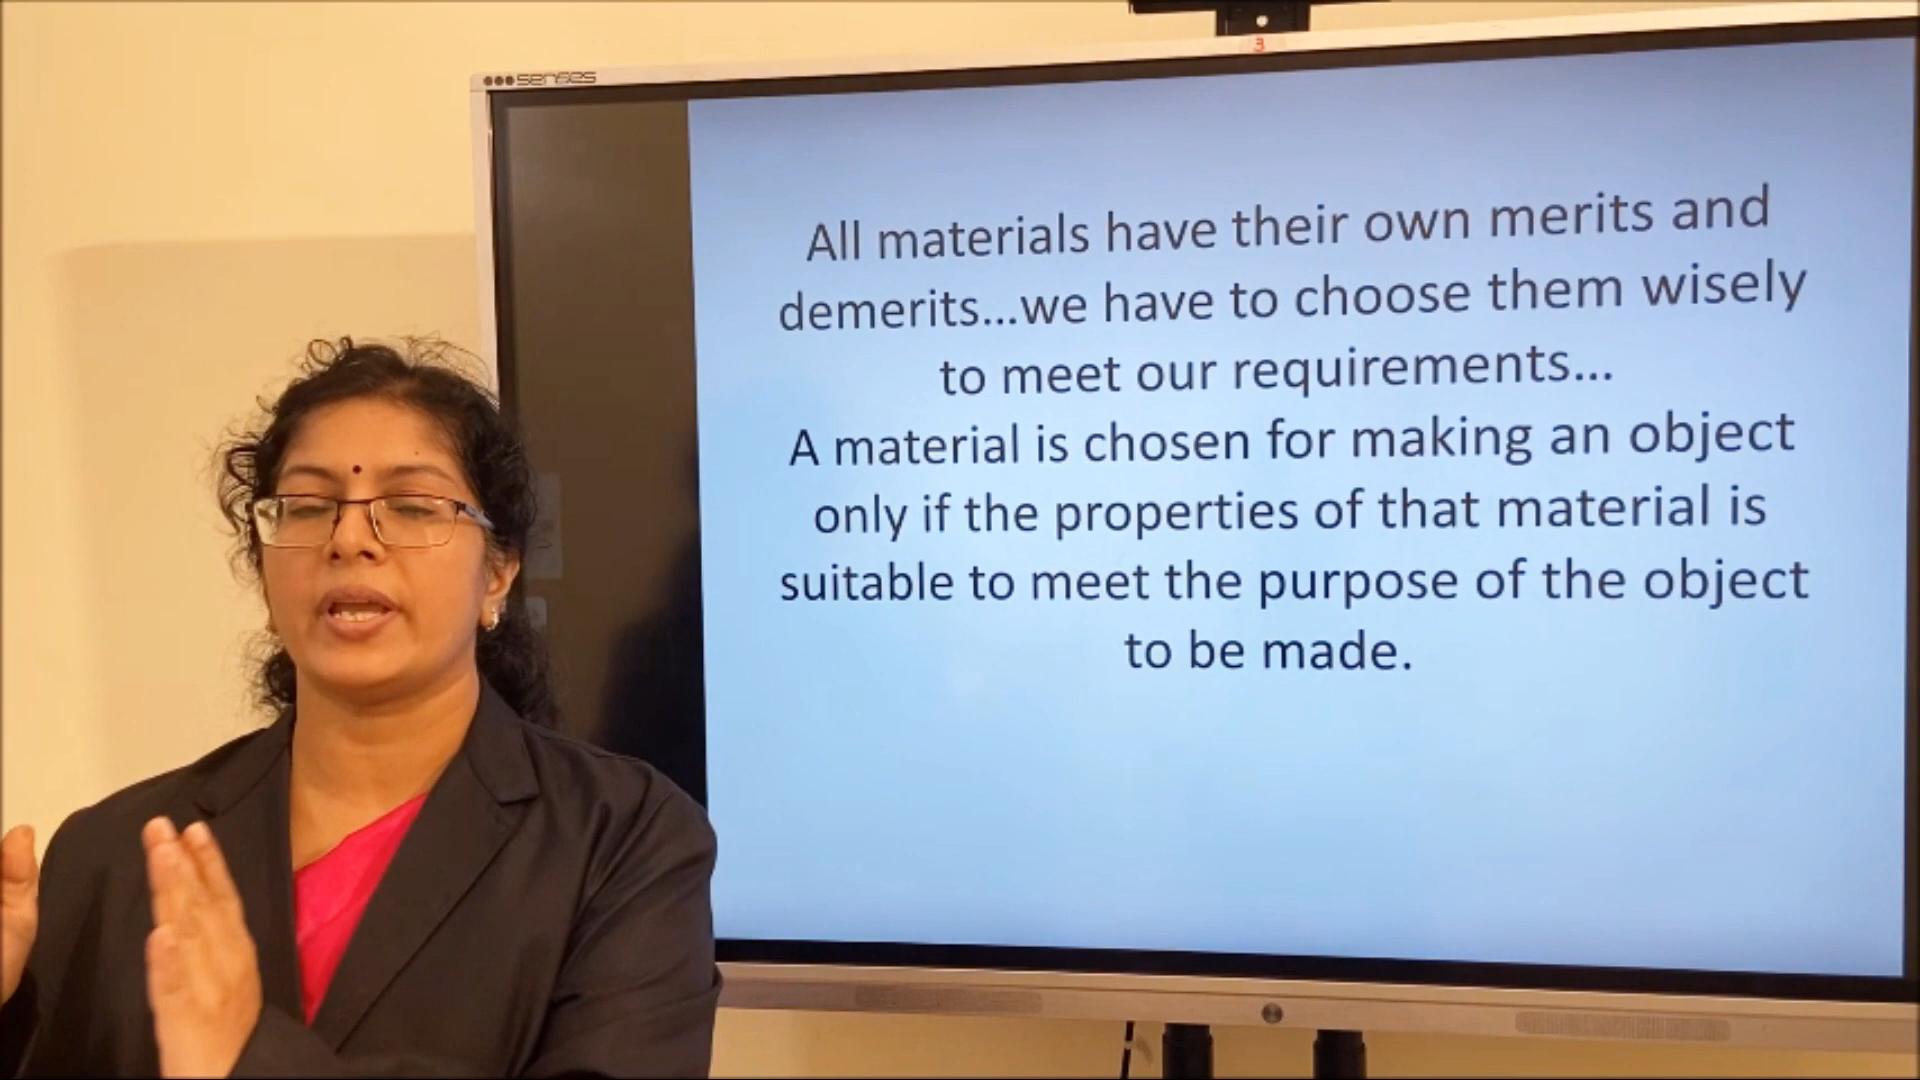 3
senses
All materials have their own merits and
demerits...we have to choose them wisely
to meet our requirements...
A material is chosen for making an object
only if the properties of that material is
suitable to meet the purpose of the object
to be made.